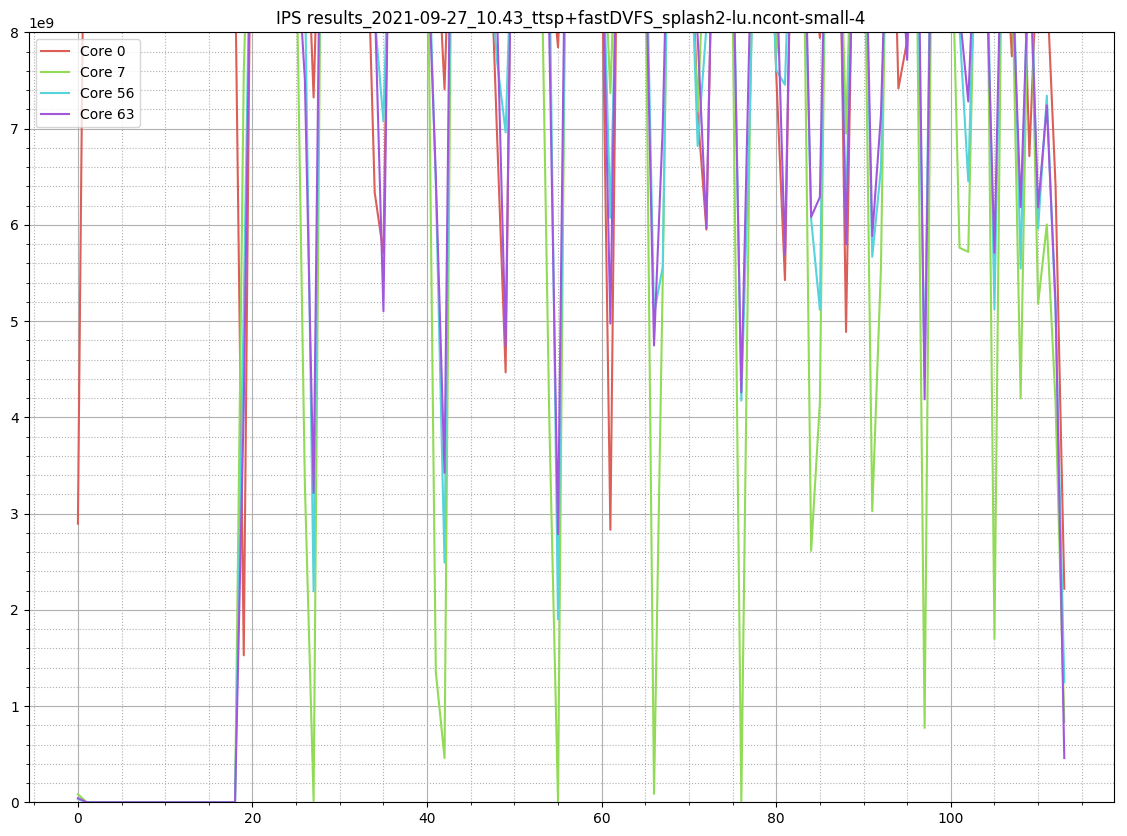 IPS results_2021-09-27_10.43_ttsp+fastDVFS_splash2-lu.ncont-small-4
1e9
8
7
6
5
4
3
2
1
0
Core 0
Core 7
Core 56
Core 63
0 20 40 60 80 100